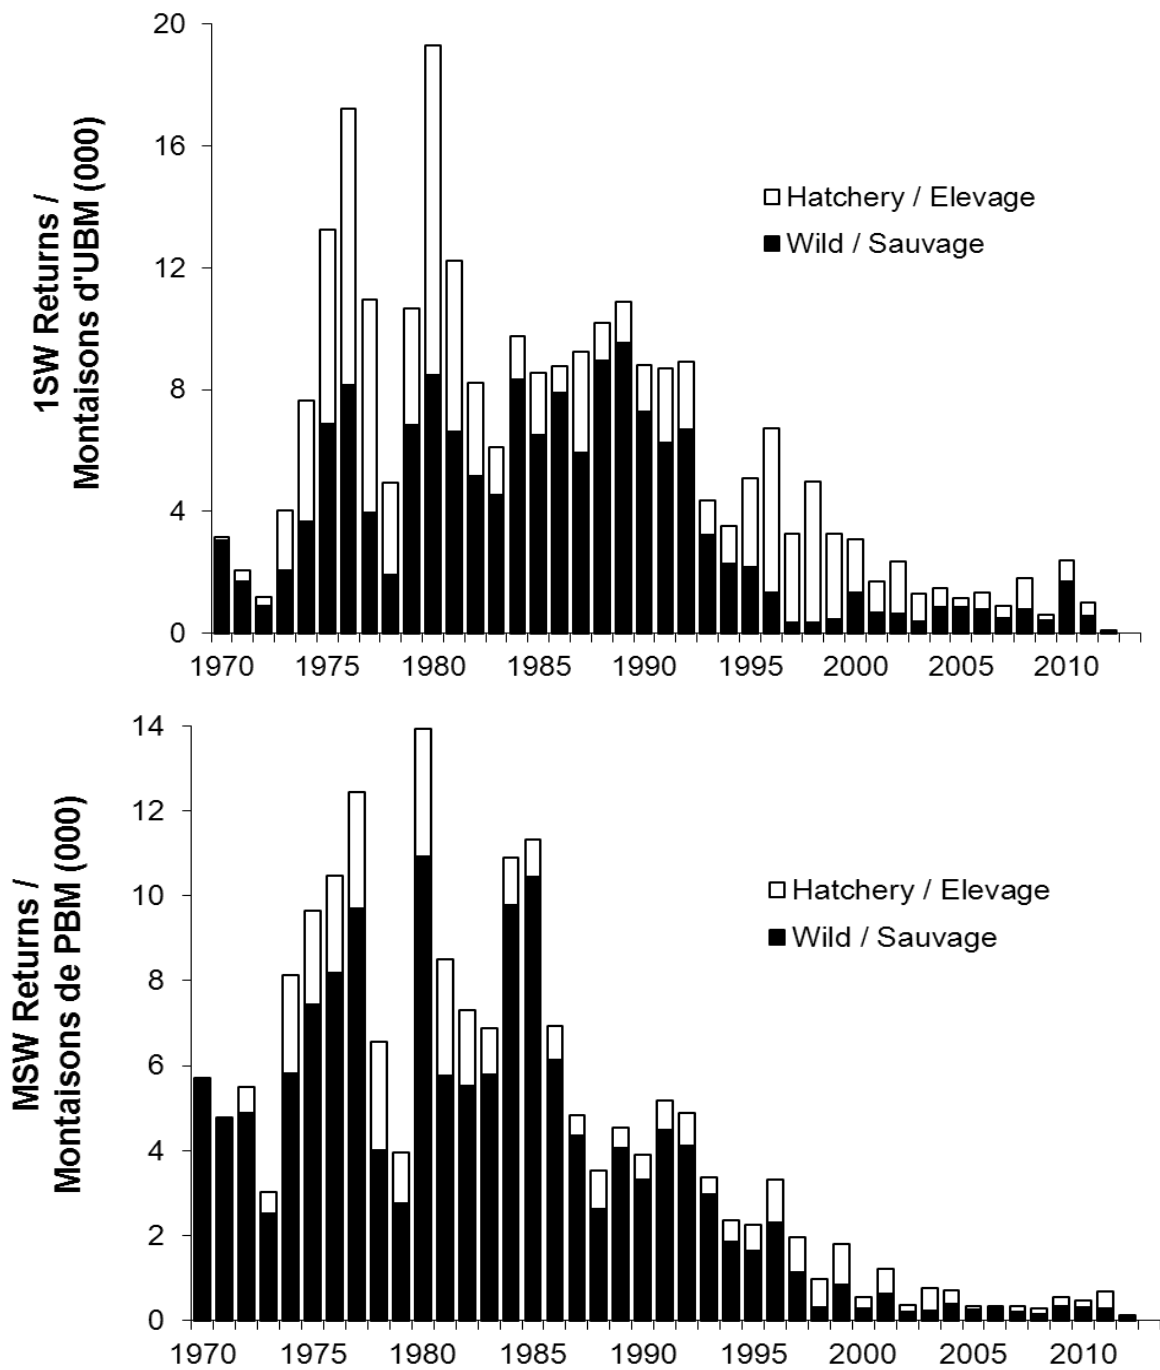 20
16
12
8
4
0
1SW Returns /
Montaisons d'UBM (000)
Hatchery / Elevage
Wild / Sauvage
1970 1975 1980 1985 1990 1995 2000 2005 2010
14
12
10
8
6
4
2
0
MSW Returns /
Montaisons de PBM (000)
Hatchery / Elevage
Wild / Sauvage
1970 1975 1980 1985 1990 1995 2000 2005 2010